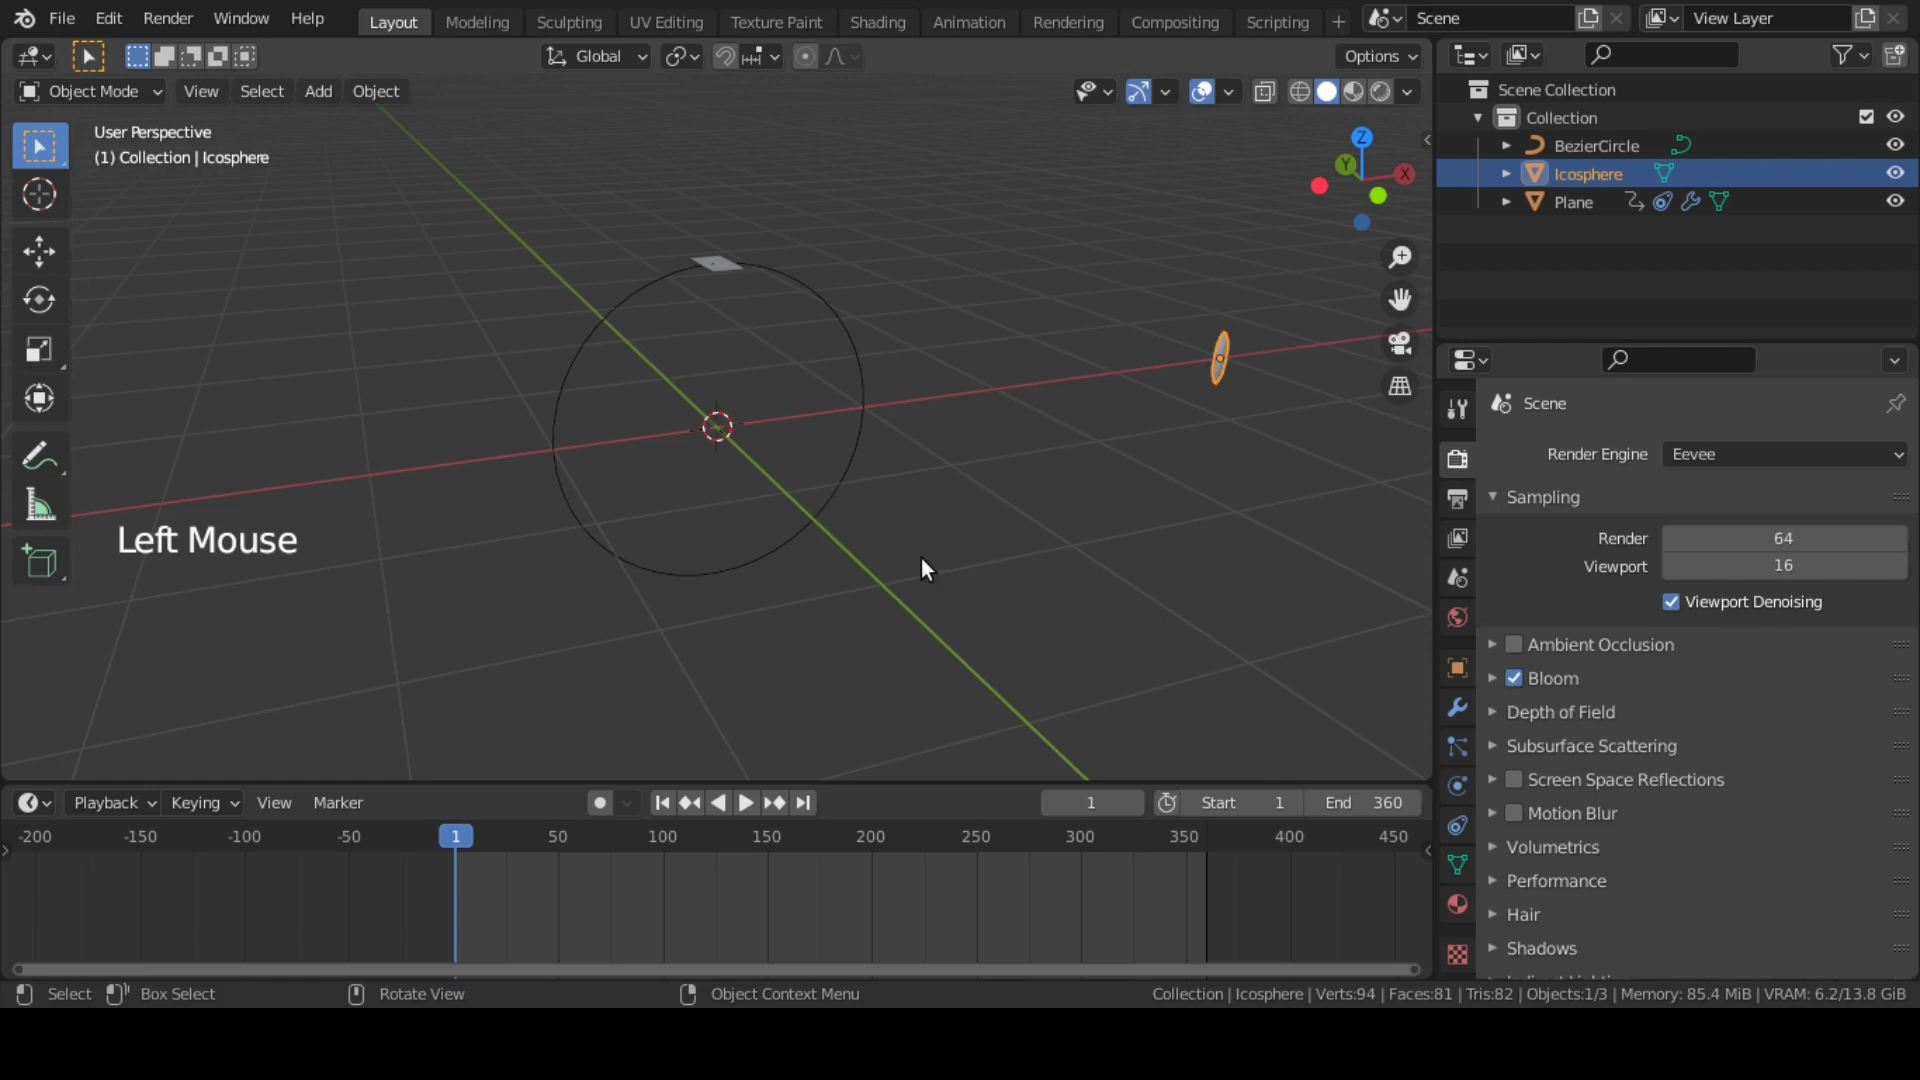 File Edit Render Window Help
Layout Modeling Sculpting UV Editing Texture Paint Shading Animation Rendering Compositing Scripting + Scene View Layer
Global Options
Object Mode View Select Add Object
User Perspective
(1) Collection | Icosphere
Z
Y
X
Left Mouse
Scene Collection
Collection
BezierCircle
Icosphere
Plane
Scene
Render Engine Eevee
Sampling
Render 64
Viewport 16
Viewport Denoising
Ambient Occlusion
Bloom
Depth of Field
Subsurface Scattering
Screen Space Reflections
Motion Blur
Volumetrics
Performance
Hair
Shadows
Playback Keying View Marker 1 Start 1 End 360
-200 -150 -100 -50 1 50 100 150 200 250 300 350 400 450
Select Box Select Rotate View Object Context Menu Collection | Icosphere | Verts:94 | Faces:81 | Tris:82 | Objects:1/3 | Memory: 85.4 MiB | VRAM: 6.2/13.8 GiB